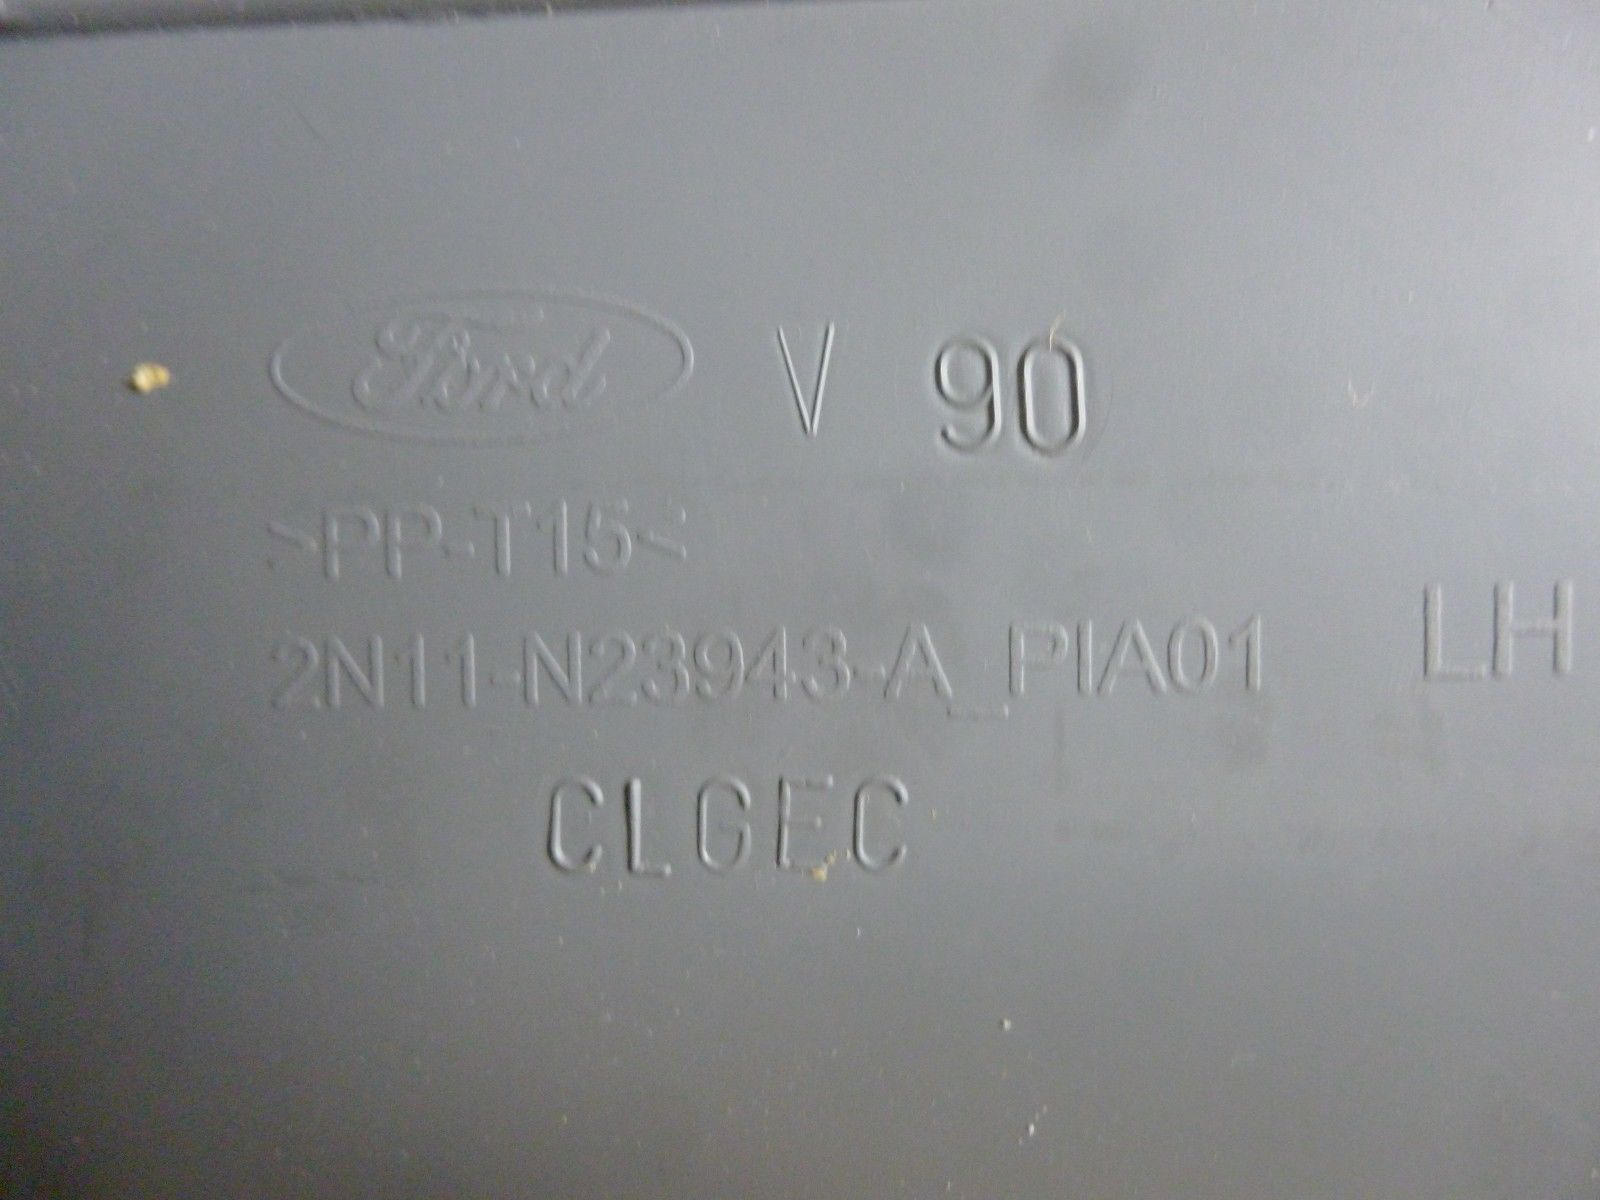 Ford V 90
>PP-T15<
2N11-N23943-A_PIA01 LH
CLGEC